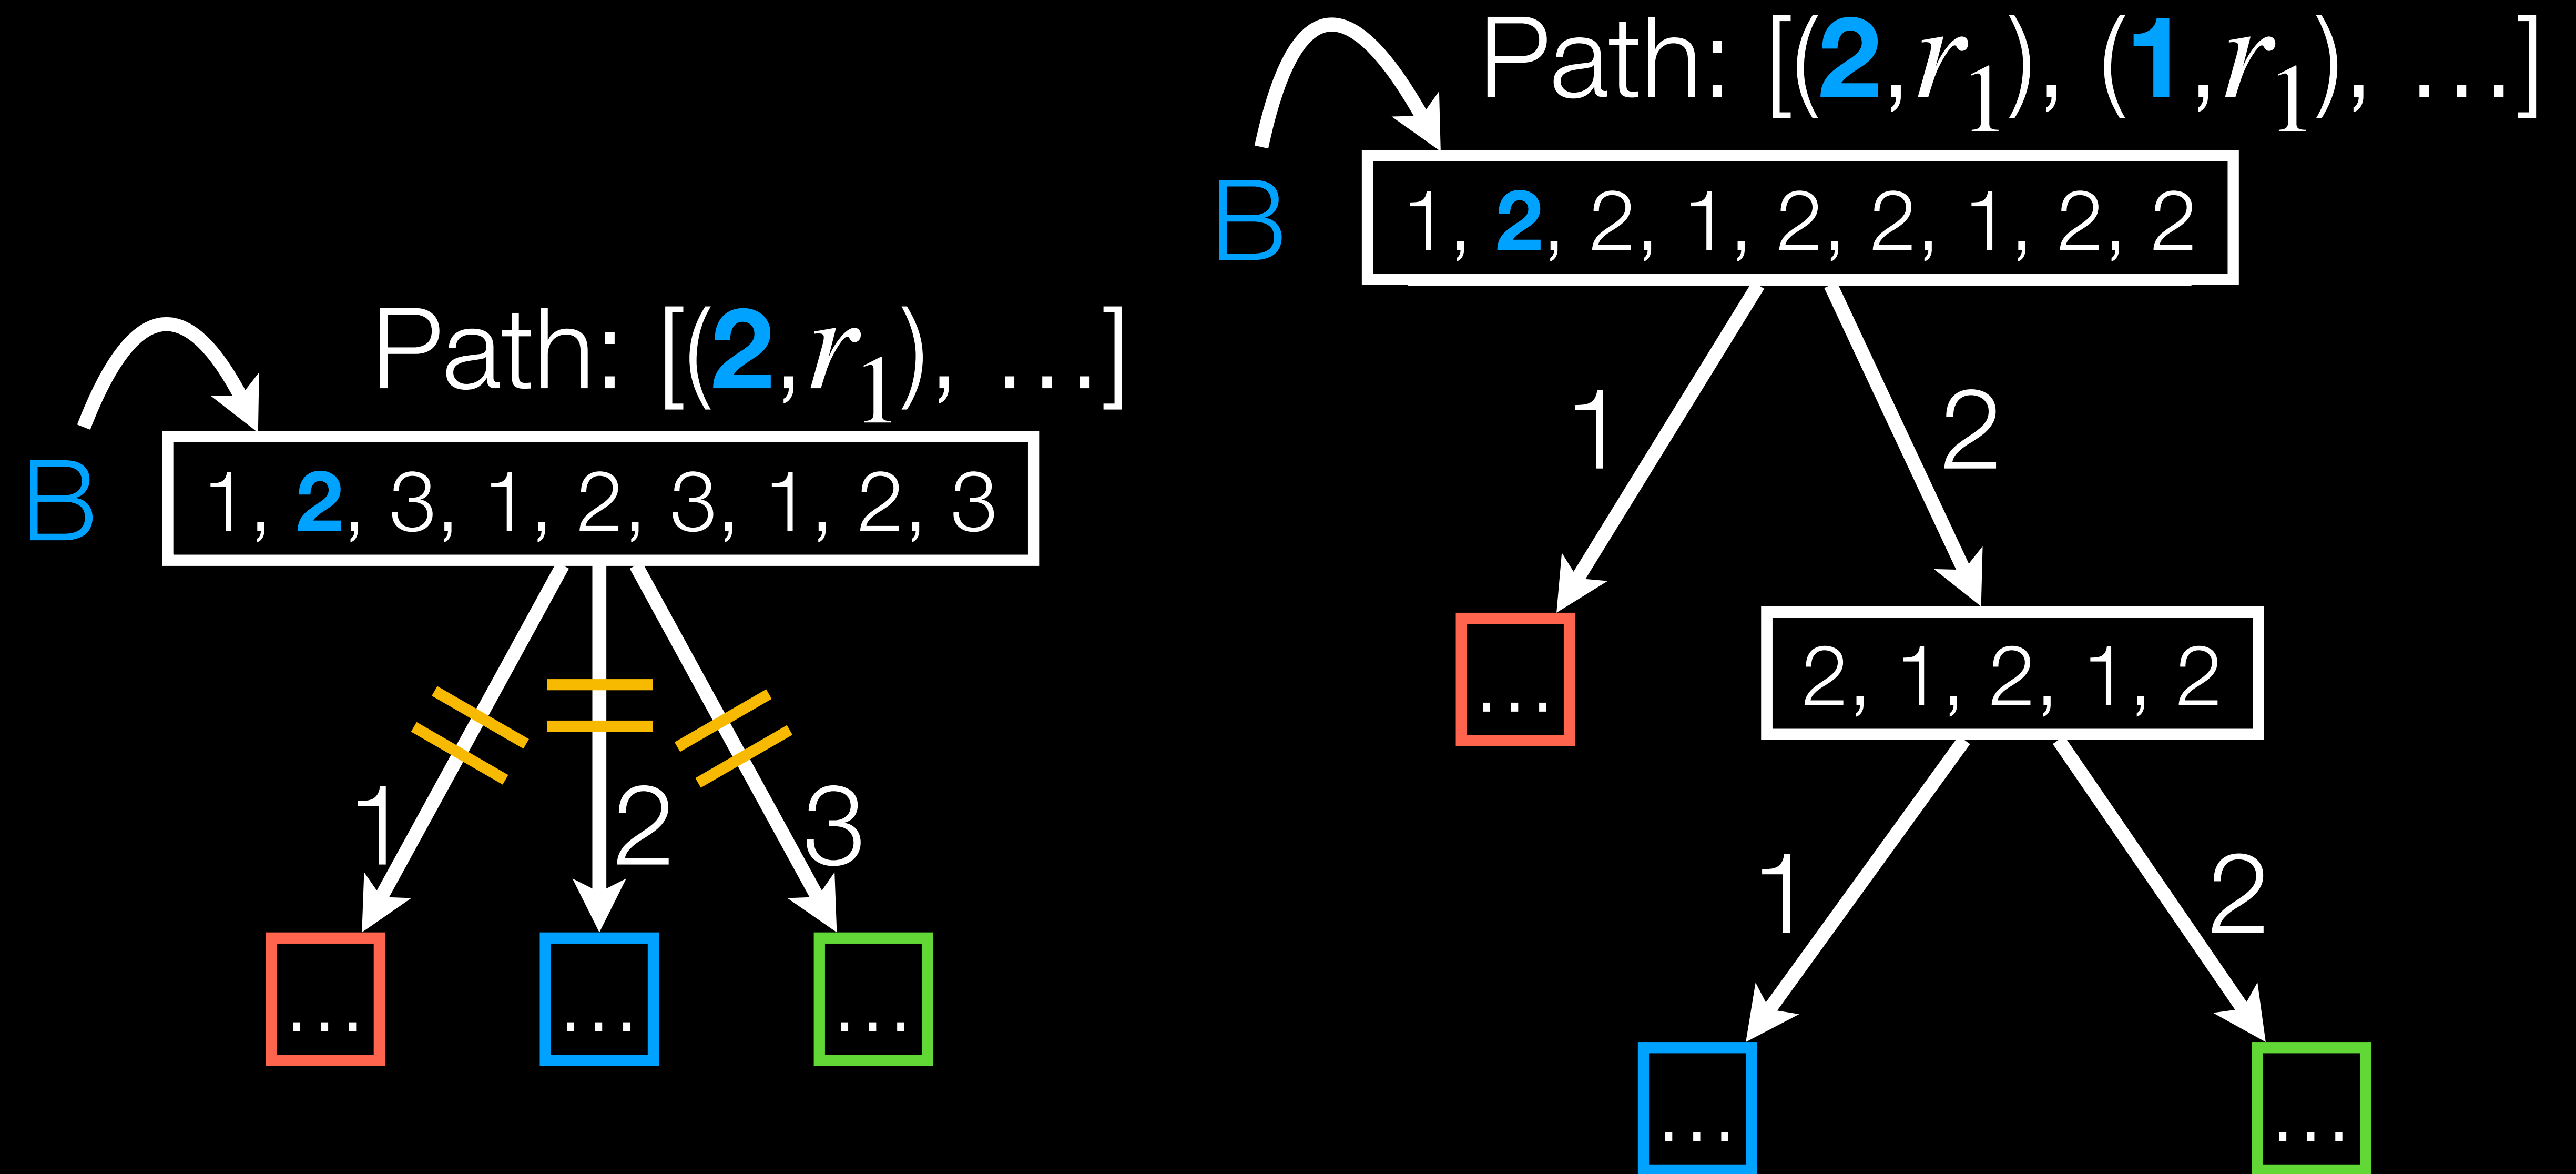 Path: [(2,r₁), …]
B
1, 2, 3, 1, 2, 3, 1, 2, 3
1
2
3
…
…
…
Path: [(2,r₁), (1,r₁), …]
B
1, 2, 2, 1, 2, 2, 1, 2, 2
1
2
…
2, 1, 2, 1, 2
1
2
…
…